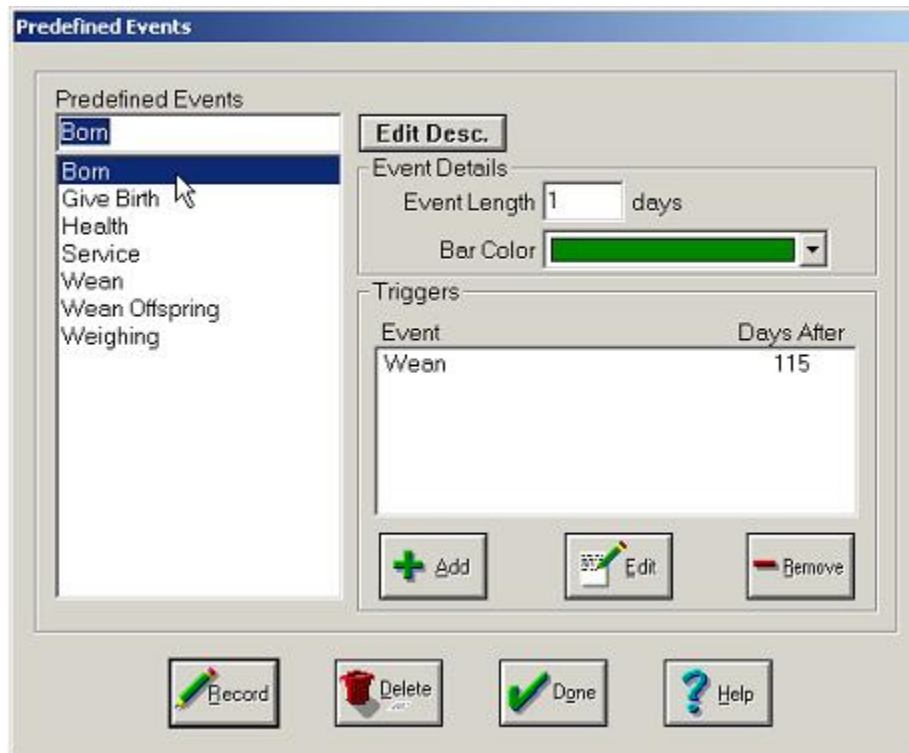 Predefined Events
Predefined Events
Born
Edit Desc.
Born
Give Birth
Health
Service
Wean
Wean Offspring
Weighing
Event Details
Event Length 1 days
Bar Color
Triggers
Event Days After
Wean 115
Add Edit Remove
Record Delete Done Help